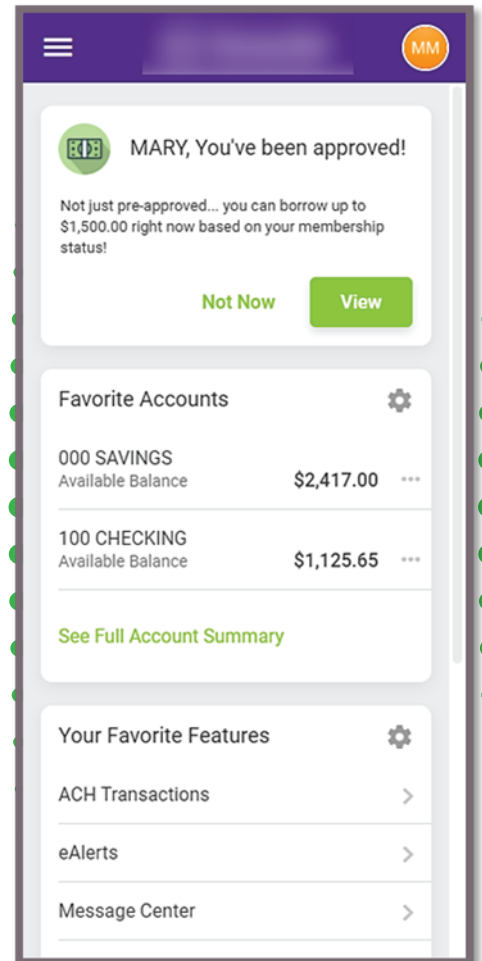 MM
MARY, You've been approved!
Not just pre-approved... you can borrow up to
$1,500.00 right now based on your membership
status!
Not Now View
Favorite Accounts
000 SAVINGS
Available Balance $2,417.00
100 CHECKING
Available Balance $1,125.65
See Full Account Summary
Your Favorite Features
ACH Transactions
eAlerts
Message Center